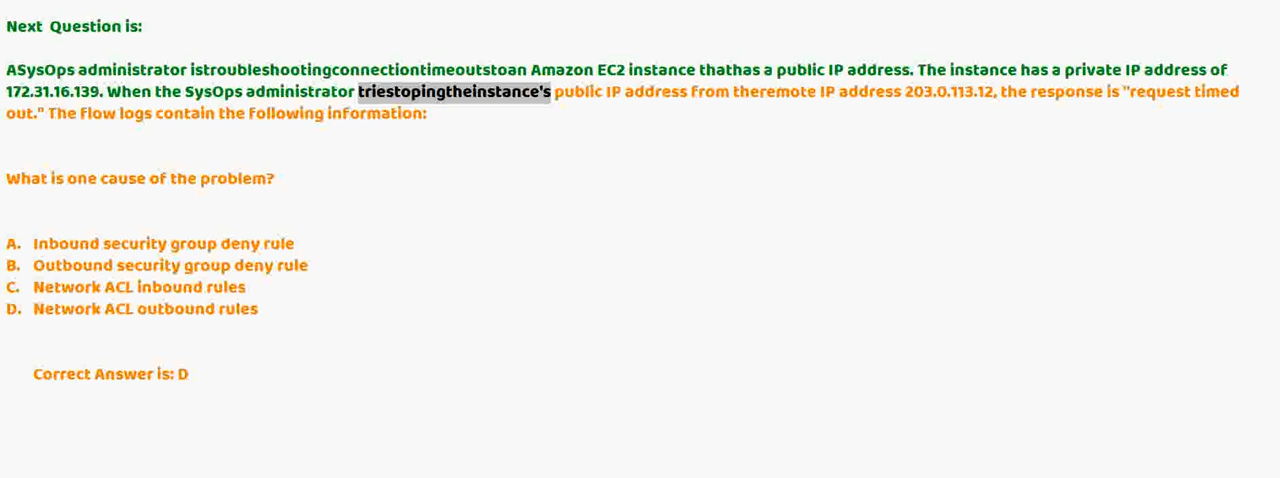 Next Question is:
ASysOps administrator istroubleshootingconnectiontimeoutstoan Amazon EC2 instance thathas a public IP address. The instance has a private IP address of
172.31.16.139. When the SysOps administrator triestopingtheinstance's public IP address from theremote IP address 203.0.113.12, the response is "request timed
out." The flow logs contain the following information:
What is one cause of the problem?
A. Inbound security group deny rule
B. Outbound security group deny rule
C. Network ACL inbound rules
D. Network ACL outbound rules
Correct Answer is: D